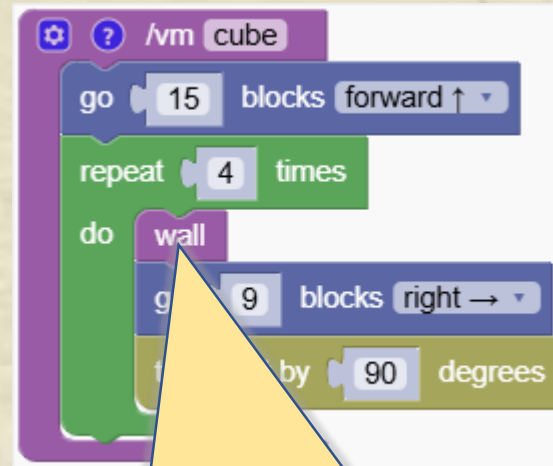 ? /vm cube
go 15 blocks forward ↑
repeat 4 times
do wall
9 blocks right →
by 90 degrees